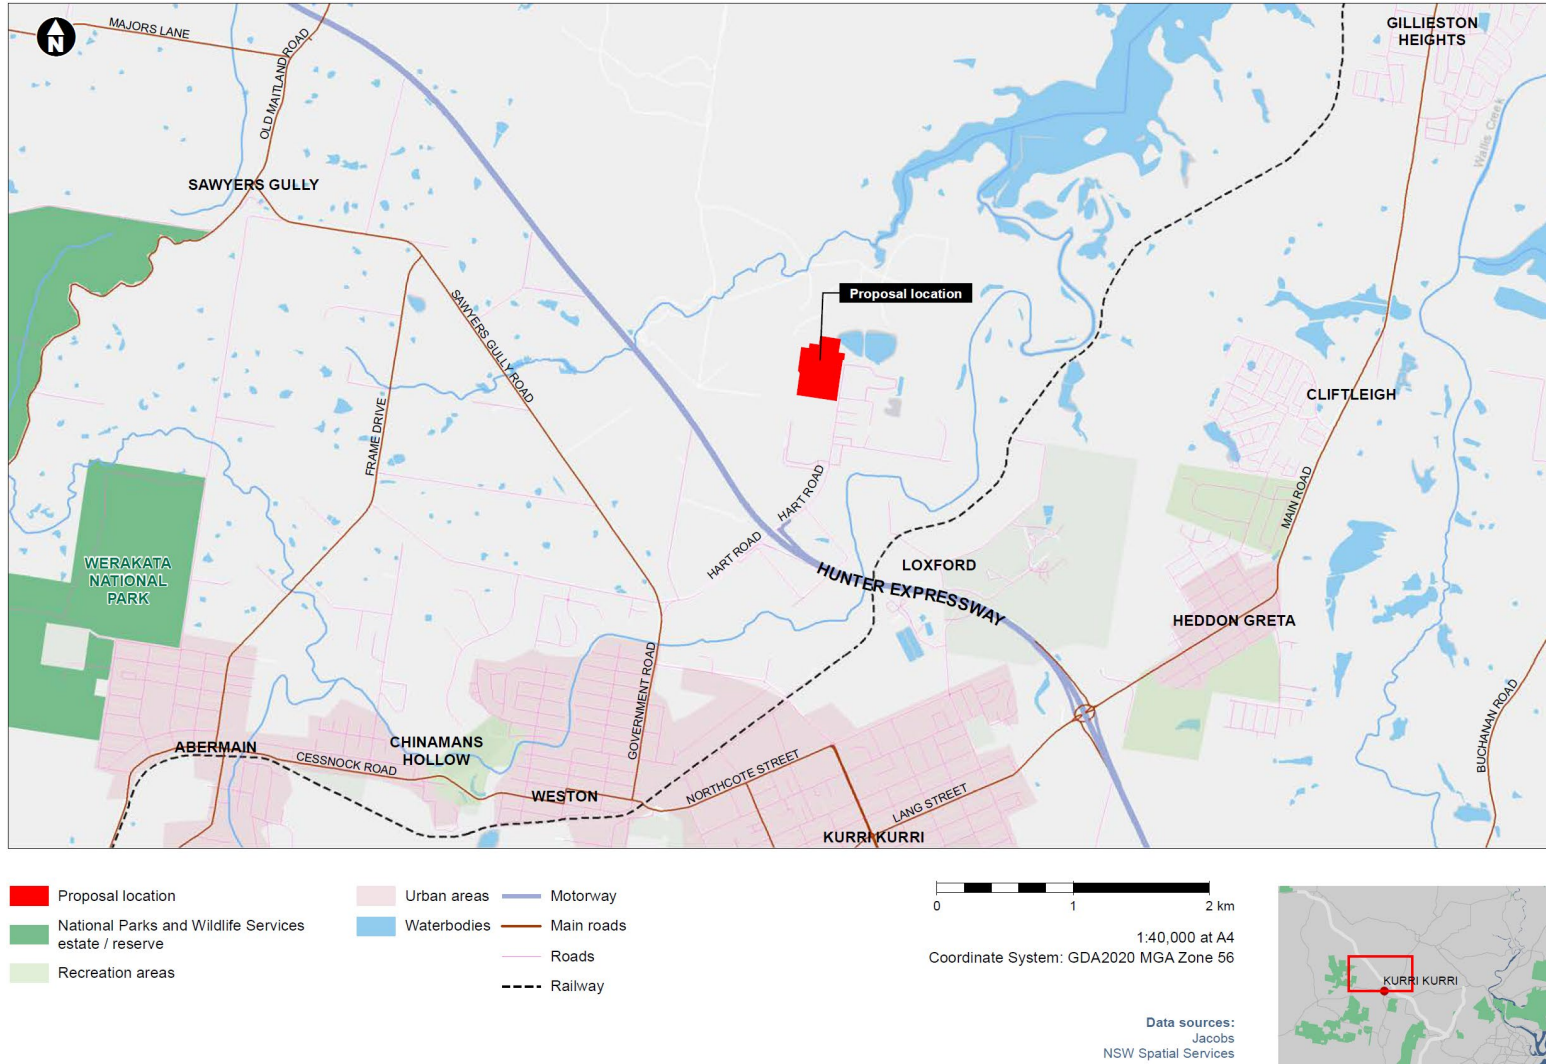 N
MAJORS LANE
OLD MAITLAND ROAD
GILLIESTON
HEIGHTS
Wallis Creek
SAWYERS GULLY
Proposal location
SAWYERS GULLY ROAD
FRAME DRIVE
CLIFTLEIGH
MAIN ROAD
HART ROAD
HART ROAD
WERAKATA
NATIONAL
PARK
LOXFORD
HUNTER EXPRESSWAY
HEDDON GRETA
GOVERNMENT ROAD
BUCHANAN ROAD
ABERMAIN
CESSNOCK ROAD
CHINAMANS
HOLLOW
WESTON
NORTHCOTE STREET
LANG STREET
KURRI KURRI
Proposal location
National Parks and Wildlife Services
estate / reserve
Recreation areas
Urban areas
Waterbodies
Motorway
Main roads
Roads
Railway
0 1 2 km
1:40,000 at A4
Coordinate System: GDA2020 MGA Zone 56
Data sources:
Jacobs
NSW Spatial Services
KURRI KURRI